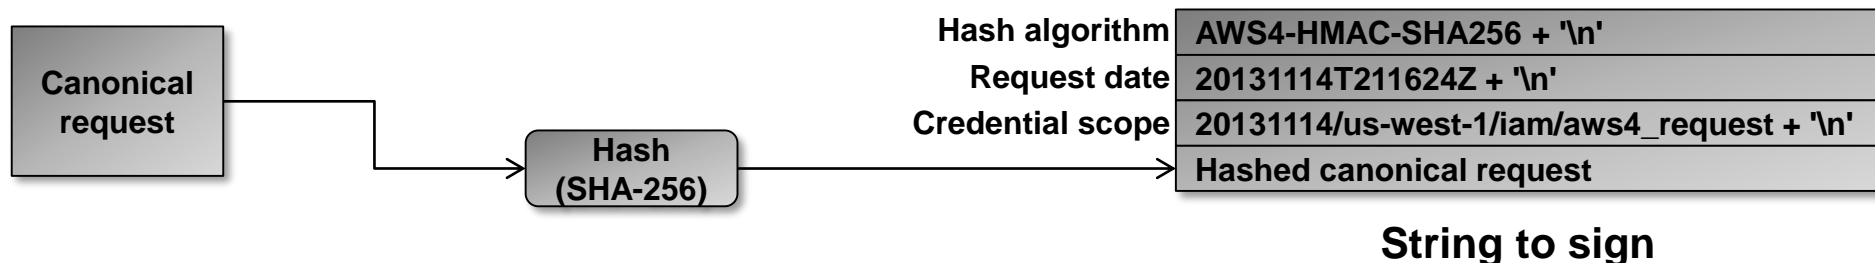 Canonical
request
Hash
(SHA-256)
Hash algorithm
AWS4-HMAC-SHA256 + '\n'
Request date
20131114T211624Z + '\n'
Credential scope
20131114/us-west-1/iam/aws4_request + '\n'
Hashed canonical request
String to sign